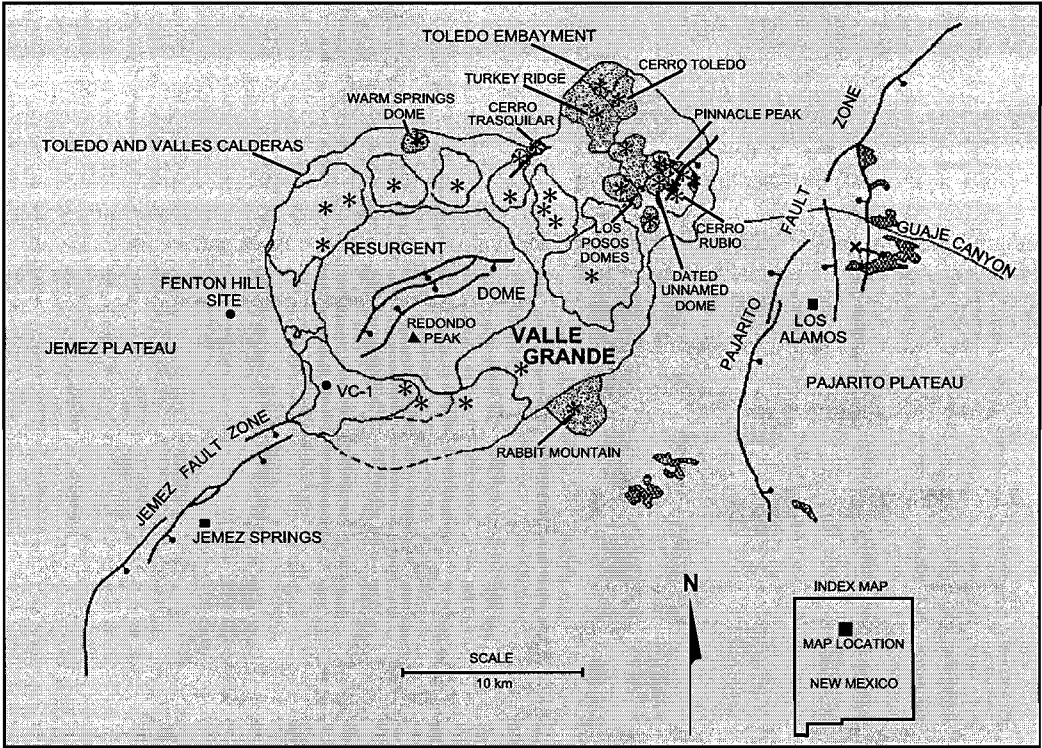 TOLEDO EMBAYMENT
CERRO TOLEDO
TURKEY RIDGE
WARM SPRINGS
DOME
CERRO
TRASQUILAR
PINNACLE PEAK
TOLEDO AND VALLES CALDERAS
ZONE
FAULT
PAJARITO
GUAJE CANYON
CERRO
RUBIO
LOS
POSOS
DOMES
RESURGENT
DOME
DATED
UNNAMED
DOME
FENTON HILL
SITE
REDONDO
PEAK
VALLE
GRANDE
LOS
ALAMOS
JEMEZ PLATEAU
PAJARITO PLATEAU
VC-1
RABBIT MOUNTAIN
JEMEZ FAULT ZONE
JEMEZ SPRINGS
N
INDEX MAP
MAP LOCATION
NEW MEXICO
SCALE
10 km